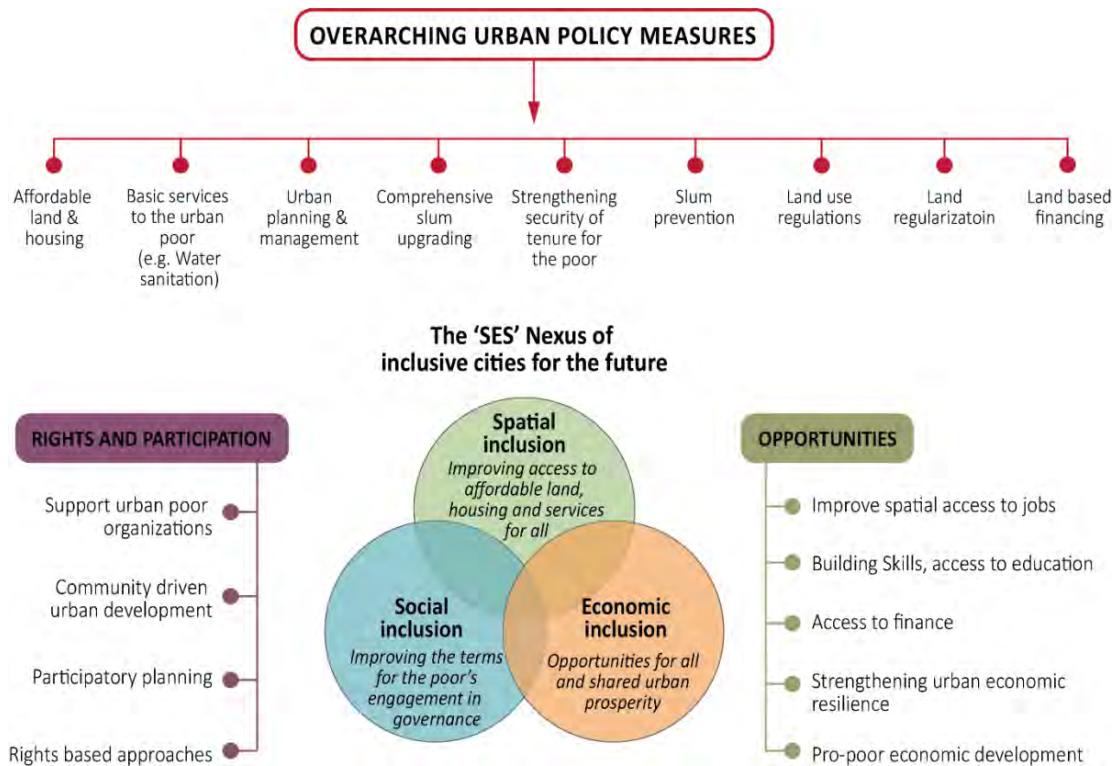 OVERARCHING URBAN POLICY MEASURES
Affordable
land &
housing
Basic services
to the urban
poor
(e.g. Water
sanitation)
Urban
planning &
management
Comprehensive
slum
upgrading
Strengthening
security of
tenure for
the poor
Slum
prevention
Land use
regulations
Land
regularizatoin
Land based
financing
The ‘SES’ Nexus of
inclusive cities for the future
RIGHTS AND PARTICIPATION
Support urban poor
organizations
Community driven
urban development
Participatory planning
Rights based approaches
Spatial
inclusion
Improving access to
affordable land,
housing and services
for all
Social
inclusion
Improving the terms
for the poor’s
engagement in
governance
Economic
inclusion
Opportunities for all
and shared urban
prosperity
OPPORTUNITIES
Improve spatial access to jobs
Building Skills, access to education
Access to finance
Strengthening urban economic
resilience
Pro-poor economic development